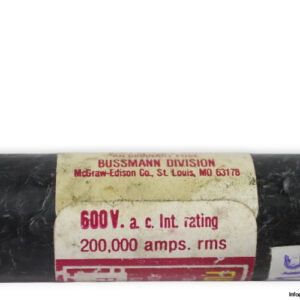 BUSSMANN DIVISION
McGraw-Edison Co., St. Louis, MO 63178
600V. a. c. Int. rating
200,000 amps. rms